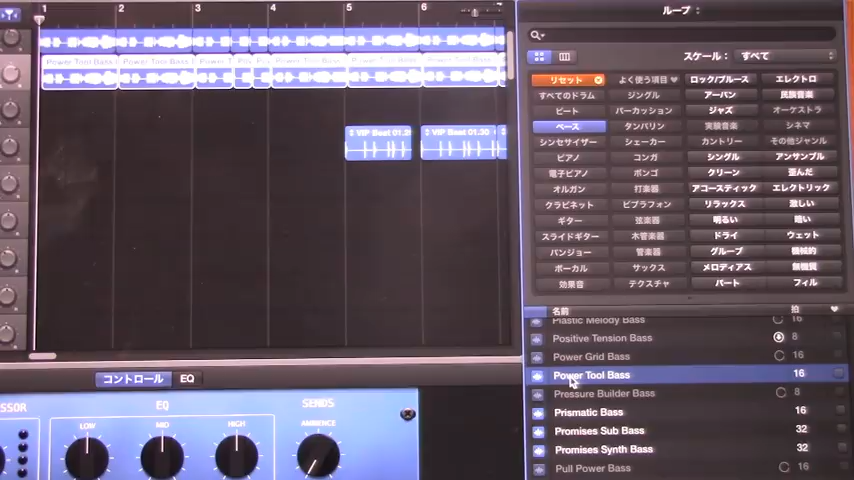 1 2 3 4 5 6 7
Power Tool Bass
Power Tool Bass
Power T
Power Tool Bass
Power Tool Bass
Power Tool Bass
VIP Beat 01.2
VIP Beat 01.30
コントロール EQ
SSOR
EQ
LOW MID HIGH
SENDS
AMBIENCE
ループ
スケール: すべて
リセット よく使う項目 ロック/ブルース エレクトロ
すべてのドラム ジングル アーバン 民族音楽
ビート パーカッション ジャズ オーケストラ
ベース タンバリン 実験音楽 シネマ
シンセサイザー シェーカー カントリー その他ジャンル
ピアノ コンガ シングル アンサンブル
電子ピアノ ボンゴ クリーン 歪んだ
オルガン 打楽器 アコースティック エレクトリック
クラビネット ビブラフォン リラックス 激しい
ギター 弦楽器 明るい 暗い
スライドギター 木管楽器 ドライ ウェット
バンジョー 管楽器 グルーブ 機械的
ボーカル サックス メロディアス 無機質
効果音 テクスチャ パート フィル
名前 拍
Plastic Melody Bass 16
Positive Tension Bass 8
Power Grid Bass 16
Power Tool Bass 16
Pressure Builder Bass 8
Prismatic Bass 16
Promises Sub Bass 32
Promises Synth Bass 32
Pull Power Bass 16